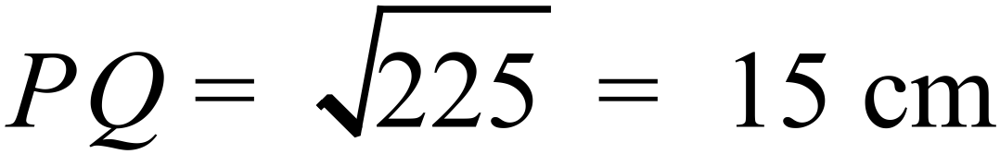 PQ = √225 = 15 cm